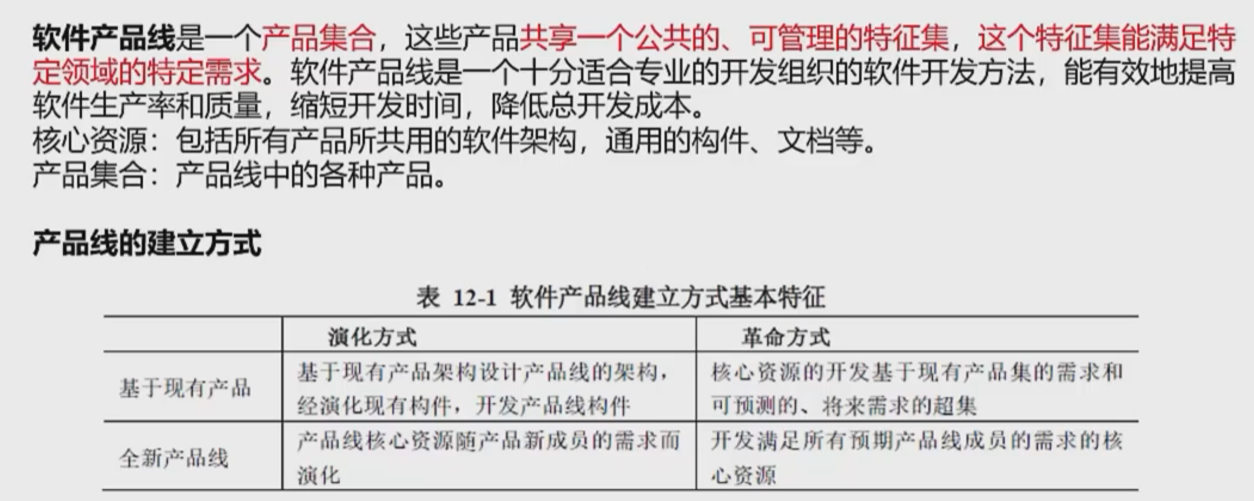 软件产品线是一个产品集合，这些产品共享一个公共的、可管理的特征集，这个特征集能满足特
定领域的特定需求。软件产品线是一个十分适合专业的开发组织的软件开发方法，能有效地提高
软件生产率和质量，缩短开发时间，降低总开发成本。
核心资源：包括所有产品所共用的软件架构，通用的构件、文档等。
产品集合：产品线中的各种产品。
产品线的建立方式
表 12-1 软件产品线建立方式基本特征
演化方式 革命方式
基于现有产品 基于现有产品架构设计产品线的架构，经演化现有构件，开发产品线构件 核心资源的开发基于现有产品集的需求和可预测的、将来需求的超集
全新产品线 产品线核心资源随产品新成员的需求而演化 开发满足所有预期产品线成员的需求的核心资源